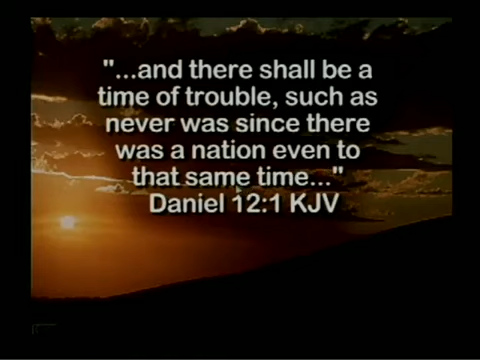 "...and there shall be a
time of trouble, such as
never was since there
was a nation even to
that same time..."
Daniel 12:1 KJV